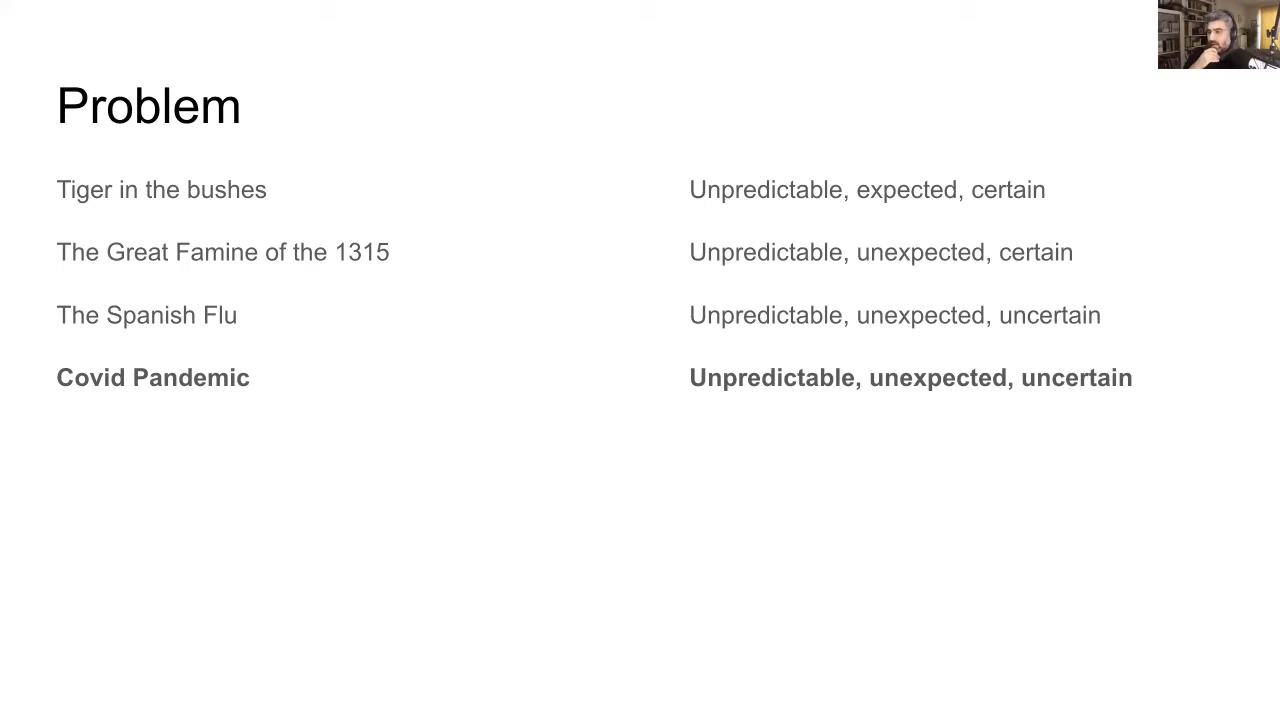 Problem
Tiger in the bushes
Unpredictable, expected, certain
The Great Famine of the 1315
Unpredictable, unexpected, certain
The Spanish Flu
Unpredictable, unexpected, uncertain
Covid Pandemic
Unpredictable, unexpected, uncertain